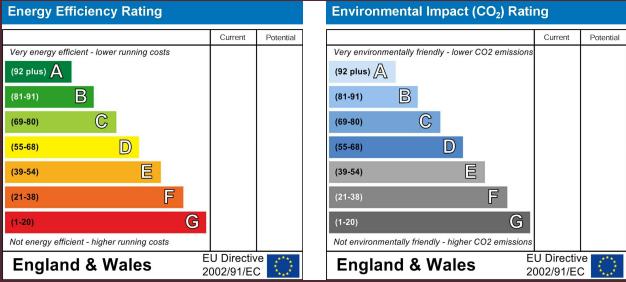 Energy Efficiency Rating
Current Potential
Very energy efficient - lower running costs
(92 plus) A
(81-91) B
(69-80) C
(55-68) D
(39-54) E
(21-38) F
(1-20) G
Not energy efficient - higher running costs
England & Wales
EU Directive
2002/91/EC
Environmental Impact (CO₂) Rating
Current Potential
Very environmentally friendly - lower CO2 emissions
(92 plus) A
(81-91) B
(69-80) C
(55-68) D
(39-54) E
(21-38) F
(1-20) G
Not environmentally friendly - higher CO2 emissions
England & Wales
EU Directive
2002/91/EC